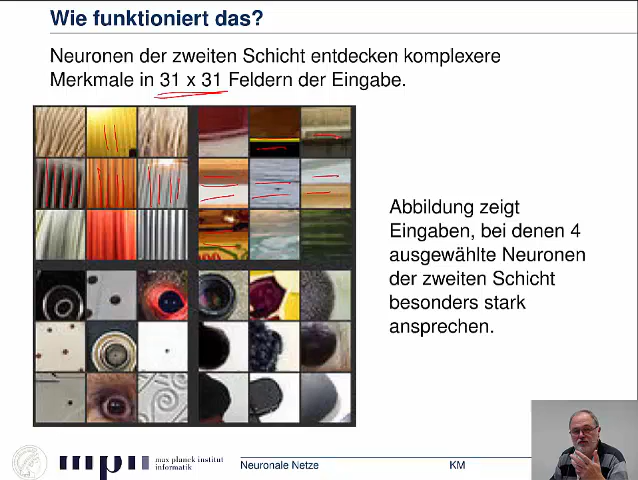 Wie funktioniert das?
Neuronen der zweiten Schicht entdecken komplexere
Merkmale in 31 x 31 Feldern der Eingabe.
Abbildung zeigt
Eingaben, bei denen 4
ausgewählte Neuronen
der zweiten Schicht
besonders stark
ansprechen.
max planck institut
informatik
Neuronale Netze
KM